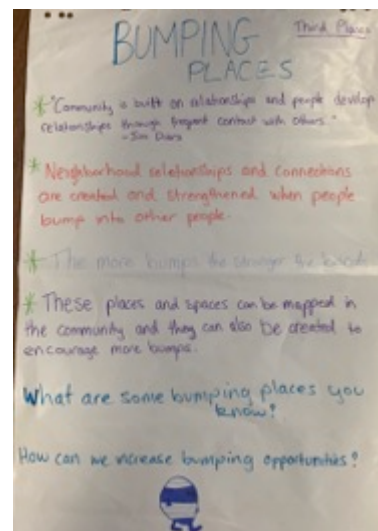 BUMPING
Third Places
PLACES
* "Community is built on relationships and people develop
relationships through frequent contact with others."
- Jim Diers
* Neighborhood relationships and connections
are created and strengthened when people
bump into other people.
* The more bumps the stronger the bonds
* These places and spaces can be mapped in
the community and they can also be created to
encourage more bumps.
What are some bumping places you
know?
How can we increase bumping opportunities?